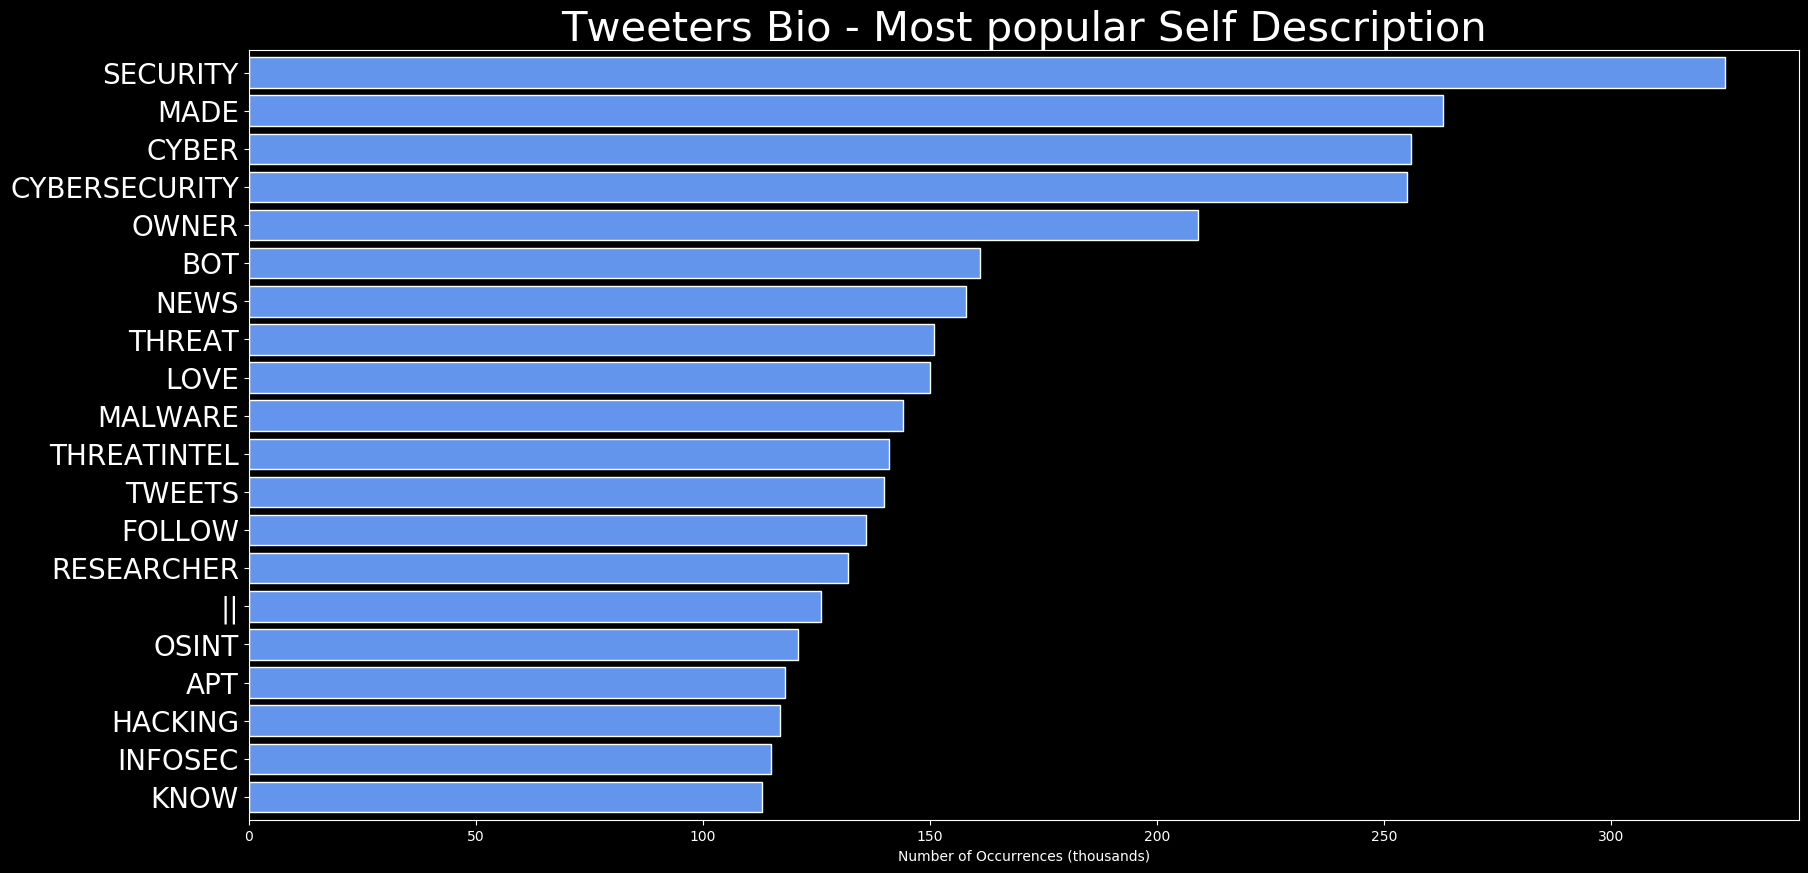 Tweeters Bio - Most popular Self Description
SECURITY
MADE
CYBER
CYBERSECURITY
OWNER
BOT
NEWS
THREAT
LOVE
MALWARE
THREATINTEL
TWEETS
FOLLOW
RESEARCHER
||
OSINT
APT
HACKING
INFOSEC
KNOW
0 50 100 150 200 250 300
Number of Occurrences (thousands)